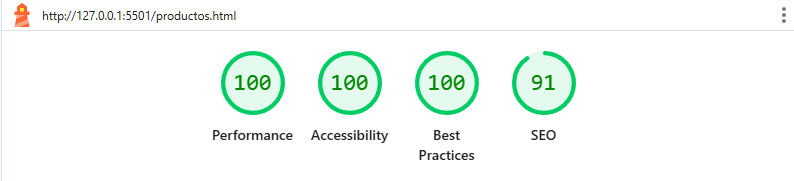 http://127.0.0.1:5501/productos.html
100 100 100 91
Performance Accessibility Best Practices SEO